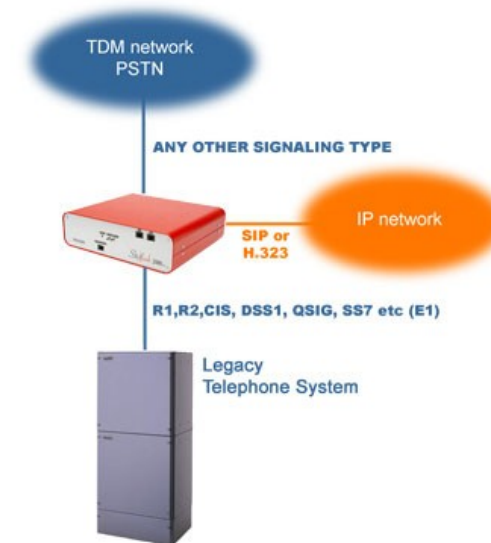 TDM network
PSTN
ANY OTHER SIGNALING TYPE
IP network
SIP or
H.323
R1,R2,CIS, DSS1, QSIG, SS7 etc (E1)
Legacy
Telephone System